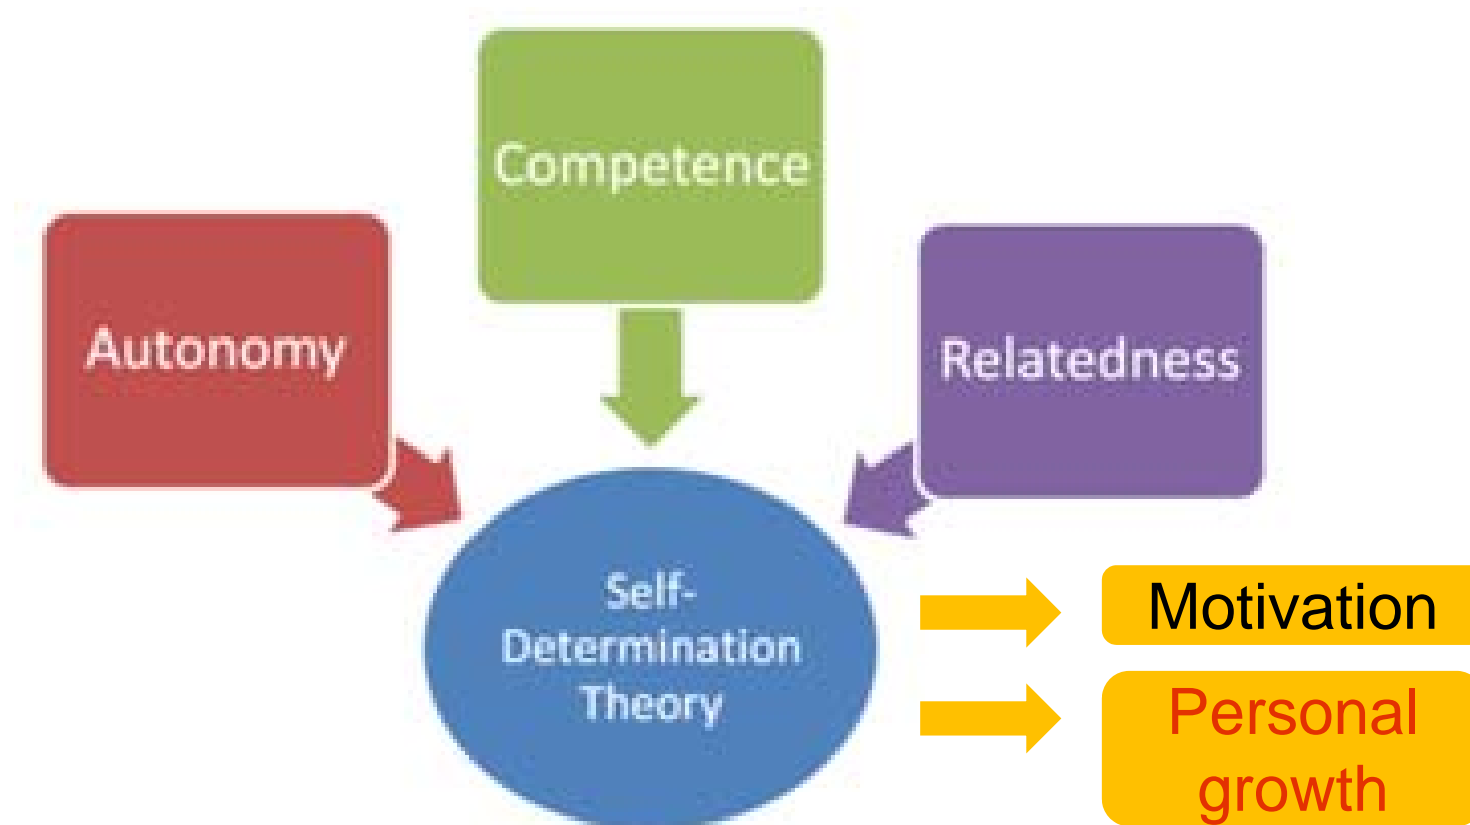 Competence
Autonomy
Relatedness
Self-
Determination
Theory
Motivation
Personal
growth